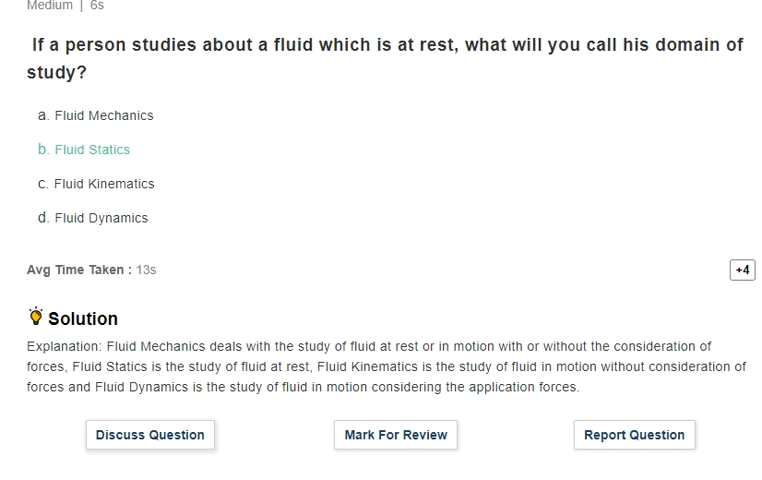 Medium | 6s
If a person studies about a fluid which is at rest, what will you call his domain of
study?
a. Fluid Mechanics
b. Fluid Statics
c. Fluid Kinematics
d. Fluid Dynamics
Avg Time Taken : 13s
+4
Solution
Explanation: Fluid Mechanics deals with the study of fluid at rest or in motion with or without the consideration of
forces, Fluid Statics is the study of fluid at rest, Fluid Kinematics is the study of fluid in motion without consideration of
forces and Fluid Dynamics is the study of fluid in motion considering the application forces.
Discuss Question
Mark For Review
Report Question